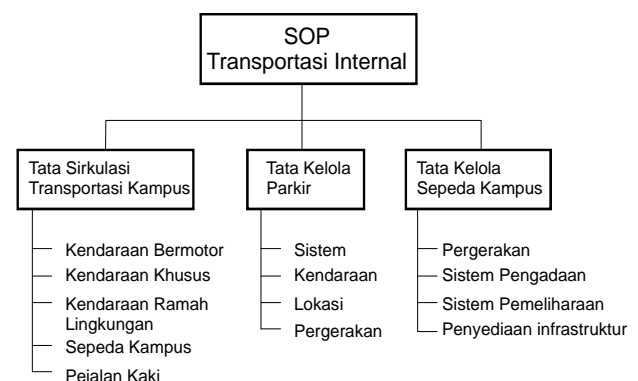 SOP
Transportasi Internal
Tata Sirkulasi
Transportasi Kampus
Kendaraan Bermotor
Kendaraan Khusus
Kendaraan Ramah
Lingkungan
Sepeda Kampus
Pejalan Kaki
Tata Kelola
Parkir
Sistem
Kendaraan
Lokasi
Pergerakan
Tata Kelola
Sepeda Kampus
Pergerakan
Sistem Pengadaan
Sistem Pemeliharaan
Penyediaan infrastruktur